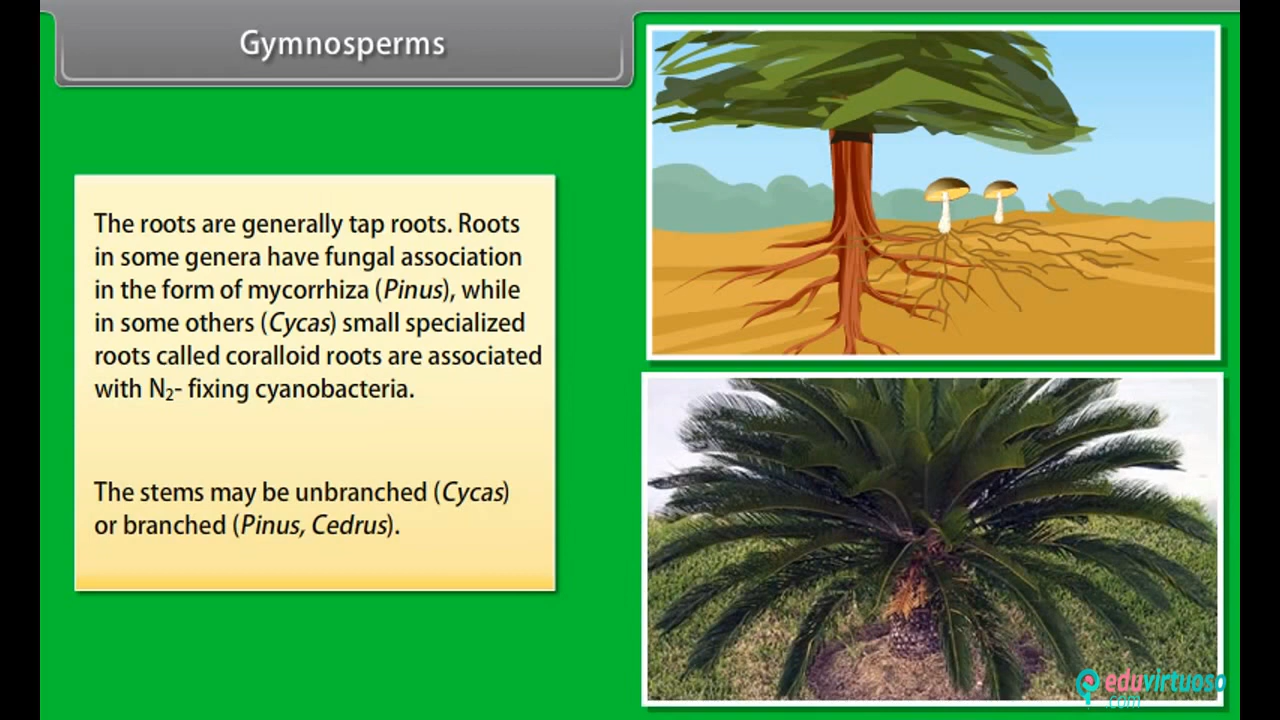 Gymnosperms
The roots are generally tap roots. Roots
in some genera have fungal association
in the form of mycorrhiza (Pinus), while
in some others (Cycas) small specialized
roots called coralloid roots are associated
with N₂- fixing cyanobacteria.
The stems may be unbranched (Cycas)
or branched (Pinus, Cedrus).
eduvirtuoso
.com